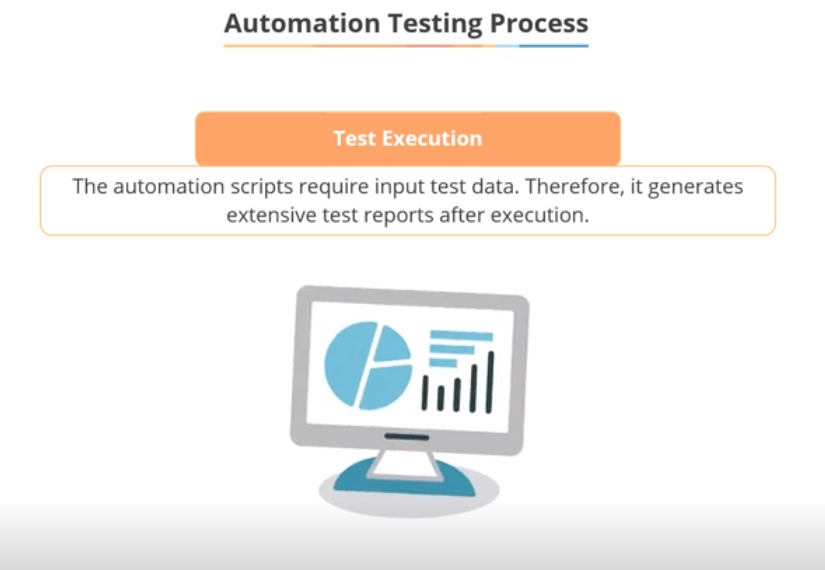 Automation Testing Process
Test Execution
The automation scripts require input test data. Therefore, it generates
extensive test reports after execution.